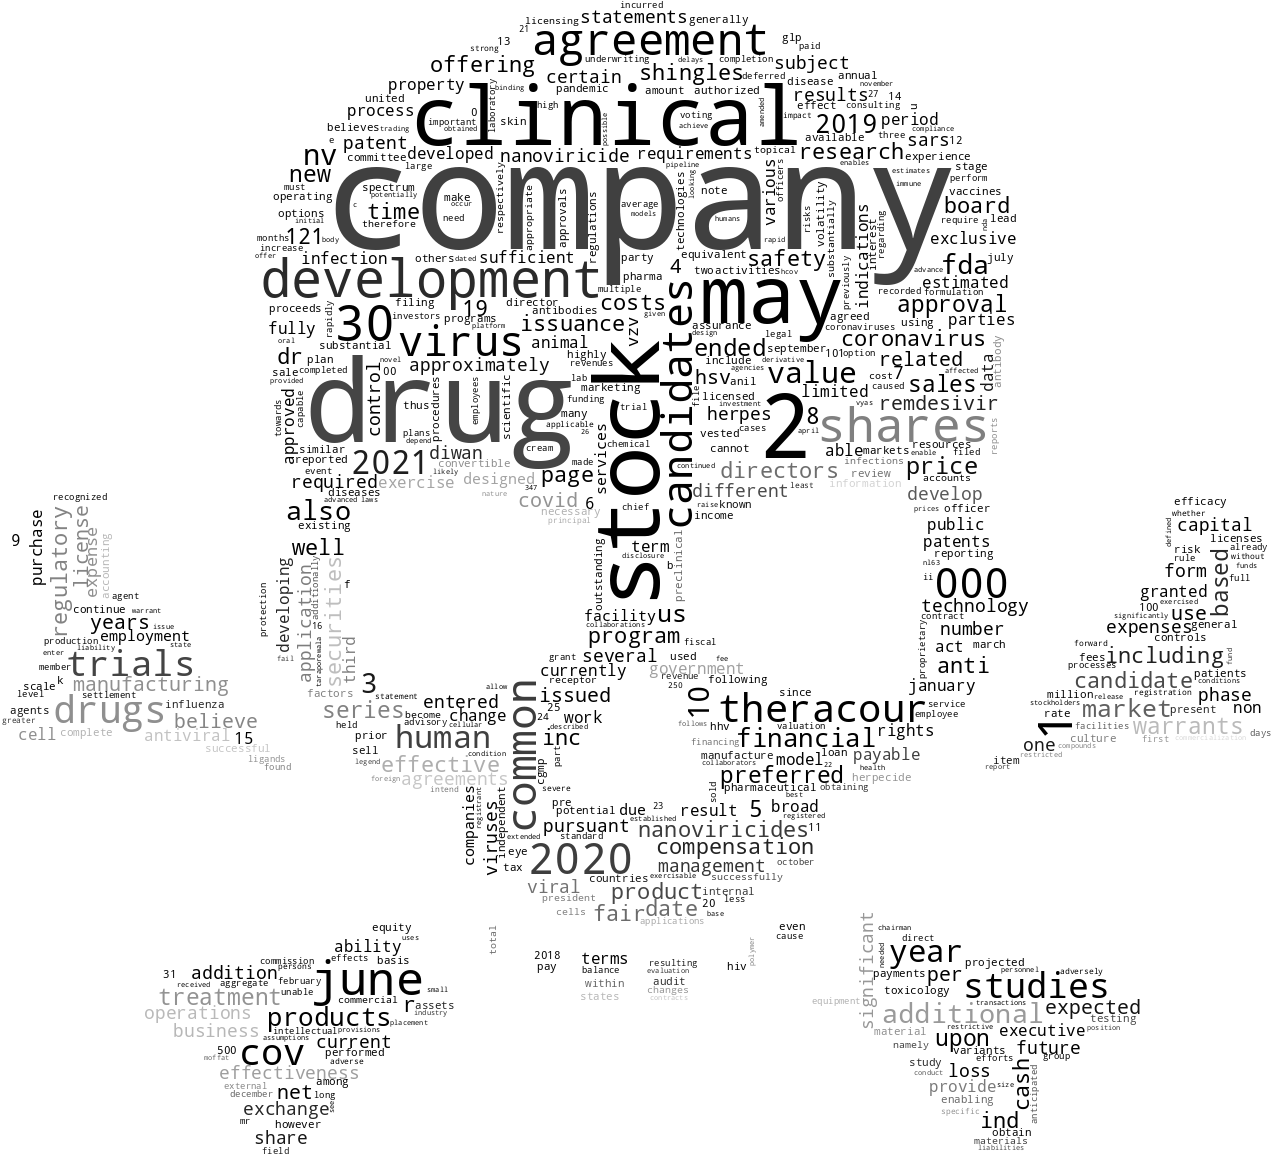 incurred
licensing statements generally
21
strong 13 agreement glp
paid
offering underwriting delays completion subject
certain shingles deferred
property pandemic amount authorized disease annual
november
united laboratory binding clinical results 27 14
process 0 high voting effect consulting u
important skin possible achieve amended impact 2019 period
believes trading obtained available three compliance
e patent sars 12
nv committee developed nanoviricide requirements topical research experience
large pipeline enables
new spectrum respectively company looking various officers estimates stage
must potentially make appropriate approvals regulations average technologies note immune perform
operating c occur models vaccines
options time need humans risks volatility board
initial therefore rapid substantially require nda lead
months 121 body indications interest regarding exclusive
increase infection others dated sufficient party equivalent safety july
offer development pharma 4 two activities hcov previously advance fda estimated
multiple may recorded formulation
proceeds rapidly filing 19 director costs approval
investors programs antibodies given agreed using parties
fully 30 platform issuance vzv assurance coronaviruses
oral substantial virus animal design legal coronavirus
dr plan novel highly candidates ended september 101 option related data antibody
sale completed 00 approximately revenues include derivative
provided lab stock hsv agencies anil value cost 7 affected
control drug marketing licensed caused sales
towards approved capable thus procedures employees scientific funding file investment limited remdesivir
many trial herpes 2 vyas
plans applicable vested cases april 8 shares reports
similar depend 26 cannot
reported 2021 diwan cream chemical able markets resources
event likely convertible made services continued directors infections enable filed
required exercise designed page least review price
diseases nature 347 different information accounts
advanced laws covid 6 raise known develop
also necessary chief income prices officer
existing principal public
recognized efficacy
regulatory license whether capital
9 purchase expense accounting well term patents defined licenses
disclosure reporting risk already
developing application additionally securities f outstanding b preclinical nl63 rule based without
funds
agent ii 000 form full
continue warrant protection facility us technology granted
years issue 16 collaborations contract 100 exercised
significantly use
employment program fiscal number expenses general
production state third several act march controls
enter liability fail taraporemala grant used fee proprietary anti forward including
member trials currently government fees fund
receptor revenue following processes patients
k manufacturing 3 250 january candidate conditions
scale factors statement allow issued 10 since million registration phase
level settlement entered 25 theracour service stockholders release
agents drugs influenza series become change 24 work employee rate market present non
greater held advisory cellular described follows hhv valuation rights 1 facilities warrants
believe prior human inc financial culture first days
cell complete antiviral 15 sell condition part financing one commercialization
successful legend effective common cgmp manufacture model loan payable compounds
ligands collaborators 22 restricted
found foreign agreements 8 preferred health item
intend severe herpecide report
companies registrant sold pharmaceutical obtaining
viruses independent pre best
potential due 23 result 5 broad
established registered
pursuant nanoviricides 11
extended standard
eye compensation
tax 2020 management october
countries exercisable successfully
viral product internal
president less
cells fair date 20
applications base
equity significant chairman
total even
ability uses cause direct
commission effects basis 2018 terms resulting polymer needed year projected
31 addition persons pay balance evaluation hiv payments per personnel adversely
received aggregate february june within audit toxicology studies
treatment unable small states changes transactions
commercial contracts equipment expected
operations products r assets additional testing
industry
business intellectual provisions placement material restrictive executive position
assumptions current namely upon
500 cov performed variants future
moffat adverse study efforts group
effectiveness conduct loss
external among provide size cash anticipated
december net long enabling
exchange seeg specific ind
mr however obtain
share materials
field liabilities